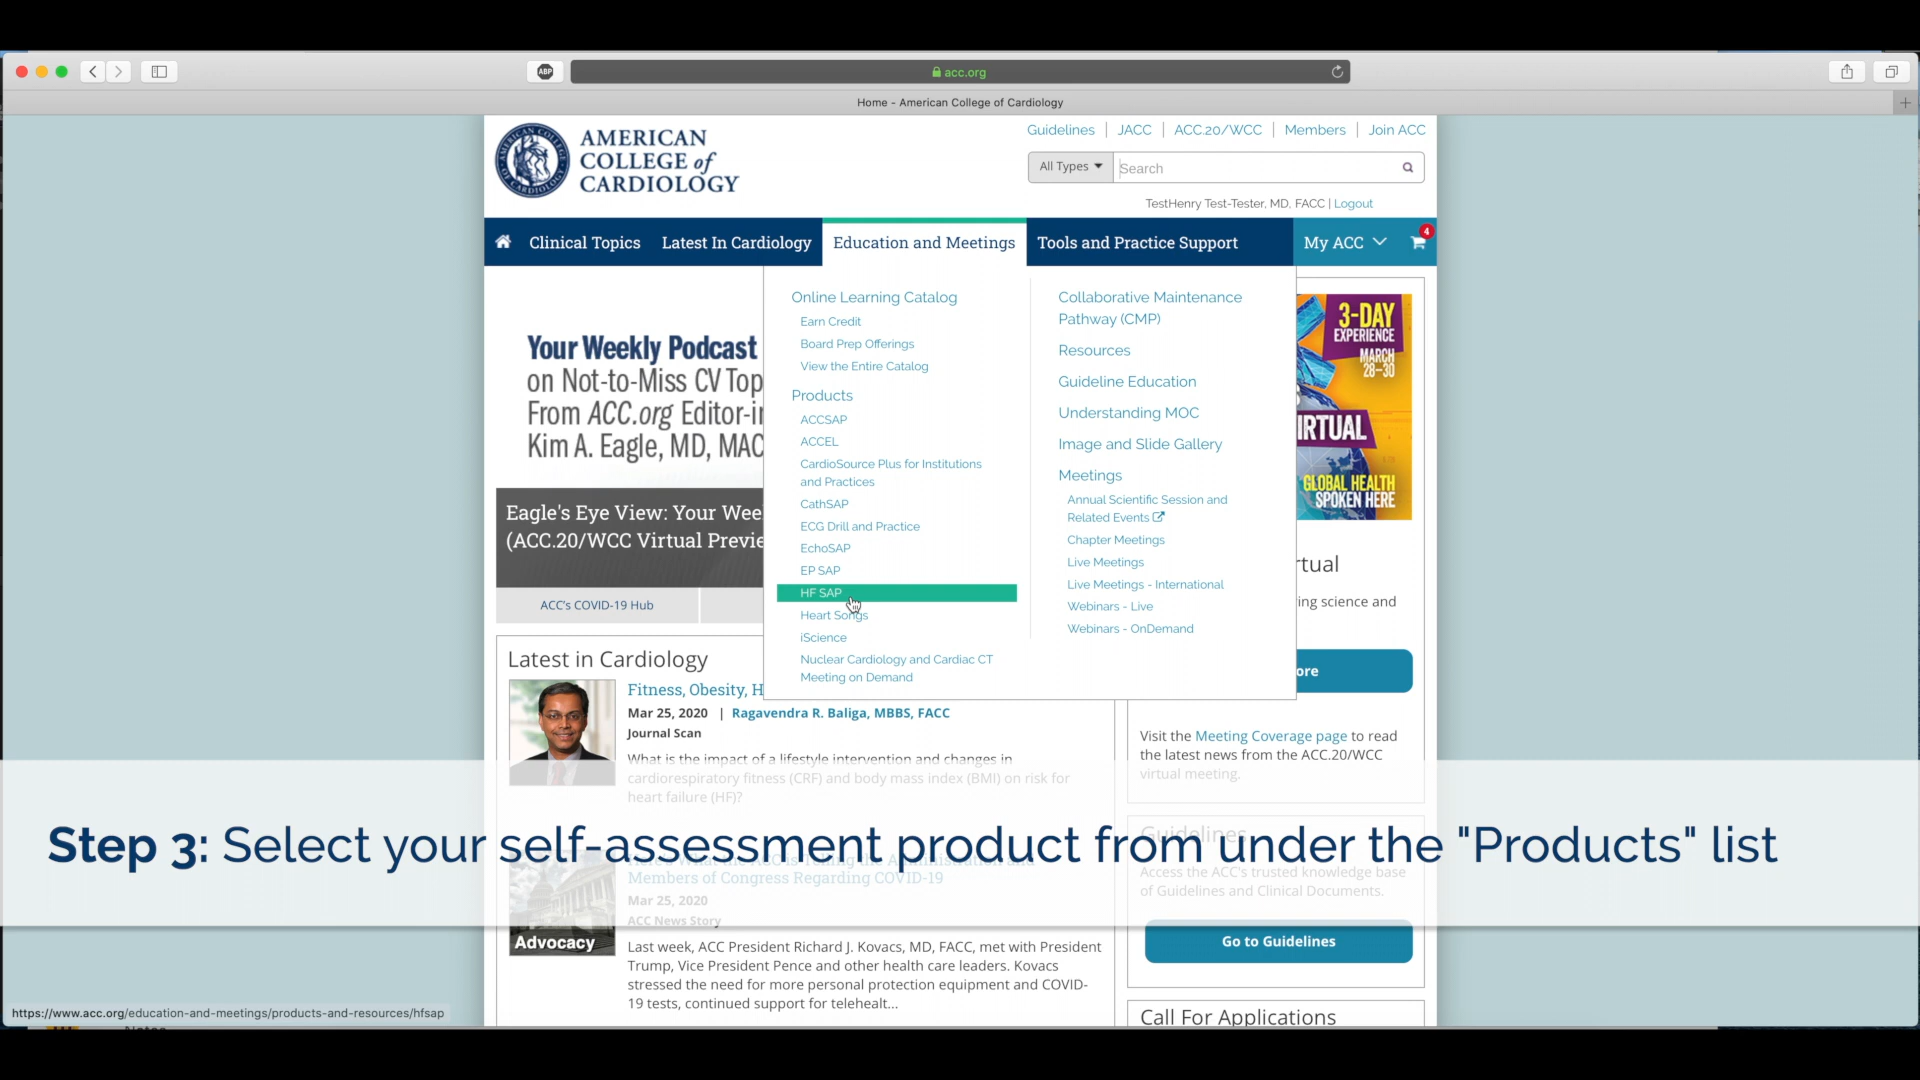 ABP
acc.org
Home - American College of Cardiology
AMERICAN
COLLEGE of
CARDIOLOGY
Guidelines | JACC | ACC.20/WCC | Members | Join ACC
All Types
Search
TestHenry Test-Tester, MD, FACC | Logout
Clinical Topics
Latest In Cardiology
Education and Meetings
Tools and Practice Support
My ACC
4
Your Weekly Podcast
on Not-to-Miss CV Top
From ACC.org Editor-i
Kim A. Eagle, MD, MAC
Eagle's Eye View: Your Wee
(ACC.20/WCC Virtual Previe
ACC's COVID-19 Hub
Online Learning Catalog
Earn Credit
Board Prep Offerings
View the Entire Catalog
Products
ACCSAP
ACCEL
CardioSource Plus for Institutions
and Practices
CathSAP
ECG Drill and Practice
EchoSAP
EP SAP
HF SAP
Heart Songs
iScience
Nuclear Cardiology and Cardiac CT
Meeting on Demand
Collaborative Maintenance
Pathway (CMP)
Resources
Guideline Education
Understanding MOC
Image and Slide Gallery
Meetings
Annual Scientific Session and
Related Events
Chapter Meetings
Live Meetings
Live Meetings - International
Webinars - Live
Webinars - OnDemand
3-DAY
EXPERIENCE
MARCH
28-30
IRTUAL
GLOBAL HEALTH
SPOKEN HERE
rtual
ing science and
ore
Visit the Meeting Coverage page to read
the latest news from the ACC.20/WCC
virtual meeting.
Latest in Cardiology
Fitness, Obesity, H
Mar 25, 2020 | Ragavendra R. Baliga, MBBS, FACC
Journal Scan
What is the impact of a lifestyle intervention and changes in
cardiorespiratory fitness (CRF) and body mass index (BMI) on risk for
heart failure (HF)?
Step 3: Select your self-assessment product from under the "Products" list
Here's What the ACC is Telling the Administration and
Members of Congress Regarding COVID-19
Mar 25, 2020
ACC News Story
Advocacy
Last week, ACC President Richard J. Kovacs, MD, FACC, met with President
Trump, Vice President Pence and other health care leaders. Kovacs
stressed the need for more personal protection equipment and COVID-
19 tests, continued support for telehealt...
Guidelines
Access the ACC's trusted knowledge base
of Guidelines and Clinical Documents.
Go to Guidelines
Call For Applications
https://www.acc.org/education-and-meetings/products-and-resources/hfsap